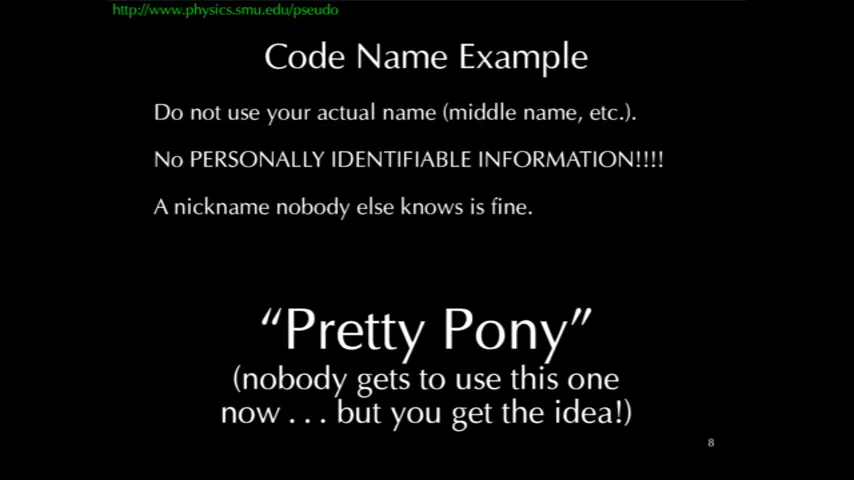 http://www.physics.smu.edu/pseudo
Code Name Example
Do not use your actual name (middle name, etc.).
No PERSONALLY IDENTIFIABLE INFORMATION!!!!
A nickname nobody else knows is fine.
“Pretty Pony”
(nobody gets to use this one
now . . . but you get the idea!)
8